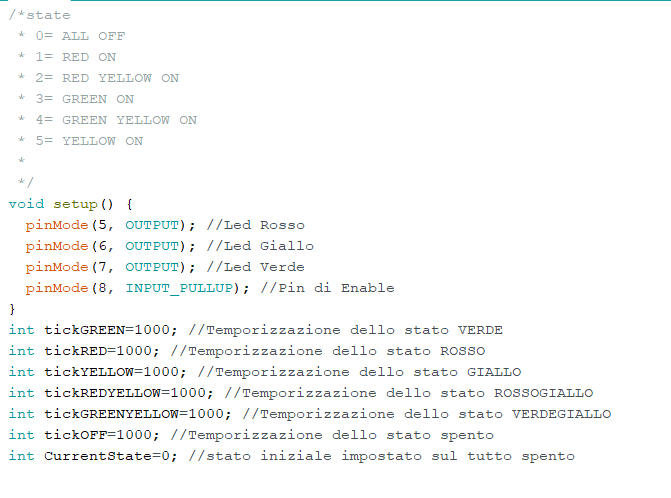 /*state
 * 0= ALL OFF
 * 1= RED ON
 * 2= RED YELLOW ON
 * 3= GREEN ON
 * 4= GREEN YELLOW ON
 * 5= YELLOW ON
 *
 */
void setup() {
  pinMode(5, OUTPUT); //Led Rosso
  pinMode(6, OUTPUT); //Led Giallo
  pinMode(7, OUTPUT); //Led Verde
  pinMode(8, INPUT_PULLUP); //Pin di Enable
}
int tickGREEN=1000; //Temporizzazione dello stato VERDE
int tickRED=1000; //Temporizzazione dello stato ROSSO
int tickYELLOW=1000; //Temporizzazione dello stato GIALLO
int tickREDYELLOW=1000; //Temporizzazione dello stato ROSSOGIALLO
int tickGREENYELLOW=1000; //Temporizzazione dello stato VERDEGIALLO
int tickOFF=1000; //Temporizzazione dello stato spento
int CurrentState=0; //stato iniziale impostato sul tutto spento